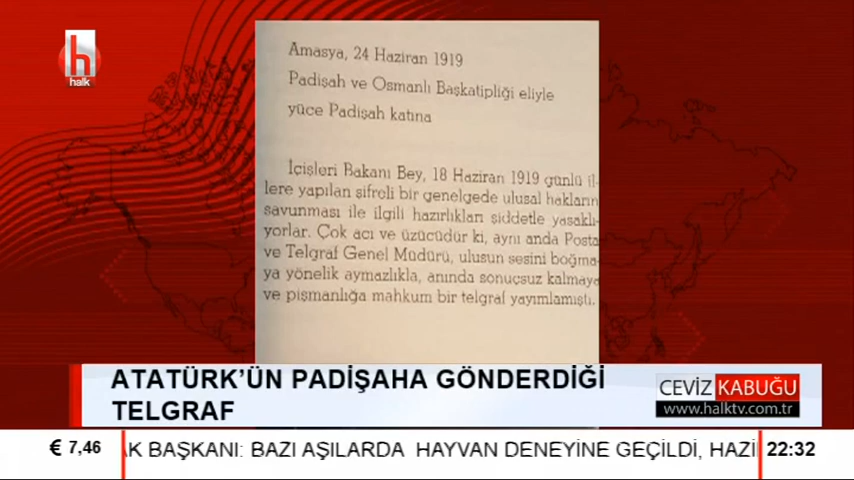 h
halk
Amasya, 24 Haziran 1919
Padişah ve Osmanlı Başkatipliği eliyle
yüce Padişah katına
İçişleri Bakanı Bey, 18 Haziran 1919 günlü il-
lere yapılan şifreli bir genelgede ulusal hakların
savunması ile ilgili hazırlıkları şiddetle yasaklı-
yorlar. Çok acı ve üzücüdür ki, aynı anda Posta
ve Telgraf Genel Müdürü, ulusun sesini boğma-
ya yönelik aymazlıkla, anında sonuçsuz kalmaya
ve pişmanlığa mahkum bir telgraf yayımlamıştı.
ATATÜRK'ÜN PADİŞAHA GÖNDERDİĞİ
TELGRAF
CEVİZ KABUĞU
www.halktv.com.tr
€ 7,46 AK BAŞKANI: BAZI AŞILARDA HAYVAN DENEYİNE GEÇİLDİ, HAZİ 22:32